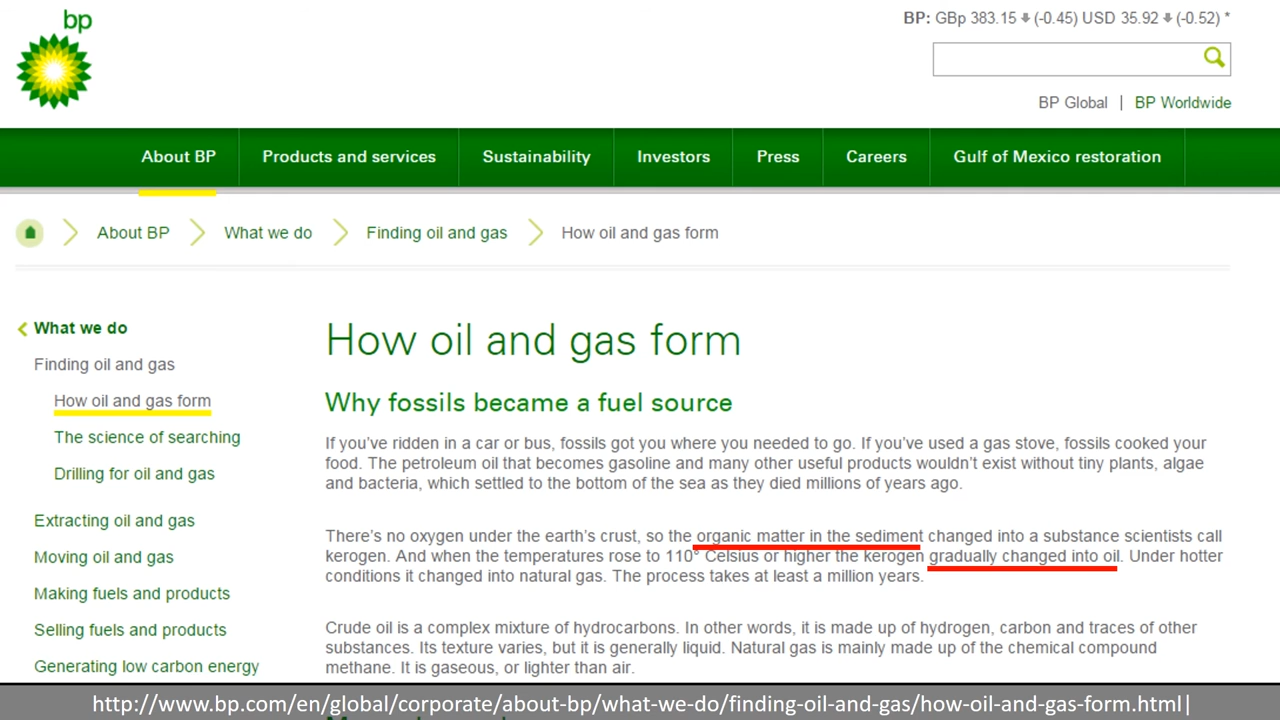 bp
BP: GBp 383.15 (-0.45) USD 35.92 (-0.52) *
BP Global | BP Worldwide
About BP Products and services Sustainability Investors Press Careers Gulf of Mexico restoration
About BP What we do Finding oil and gas How oil and gas form
What we do
Finding oil and gas
How oil and gas form
The science of searching
Drilling for oil and gas
Extracting oil and gas
Moving oil and gas
Making fuels and products
Selling fuels and products
Generating low carbon energy
How oil and gas form
Why fossils became a fuel source
If you've ridden in a car or bus, fossils got you where you needed to go. If you've used a gas stove, fossils cooked your
food. The petroleum oil that becomes gasoline and many other useful products wouldn't exist without tiny plants, algae
and bacteria, which settled to the bottom of the sea as they died millions of years ago.
There's no oxygen under the earth's crust, so the organic matter in the sediment changed into a substance scientists call
kerogen. And when the temperatures rose to 110° Celsius or higher the kerogen gradually changed into oil. Under hotter
conditions it changed into natural gas. The process takes at least a million years.
Crude oil is a complex mixture of hydrocarbons. In other words, it is made up of hydrogen, carbon and traces of other
substances. Its texture varies, but it is generally liquid. Natural gas is mainly made up of the chemical compound
methane. It is gaseous, or lighter than air.
http://www.bp.com/en/global/corporate/about-bp/what-we-do/finding-oil-and-gas/how-oil-and-gas-form.html|